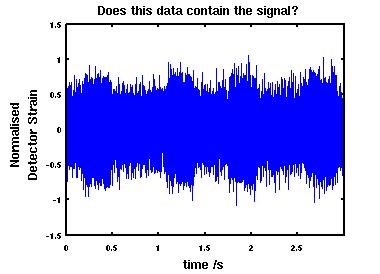 Does this data contain the signal?
1.5
1
0.5
0
-0.5
-1
-1.5
Normalised
Detector Strain
0 0.5 1 1.5 2 2.5
time /s